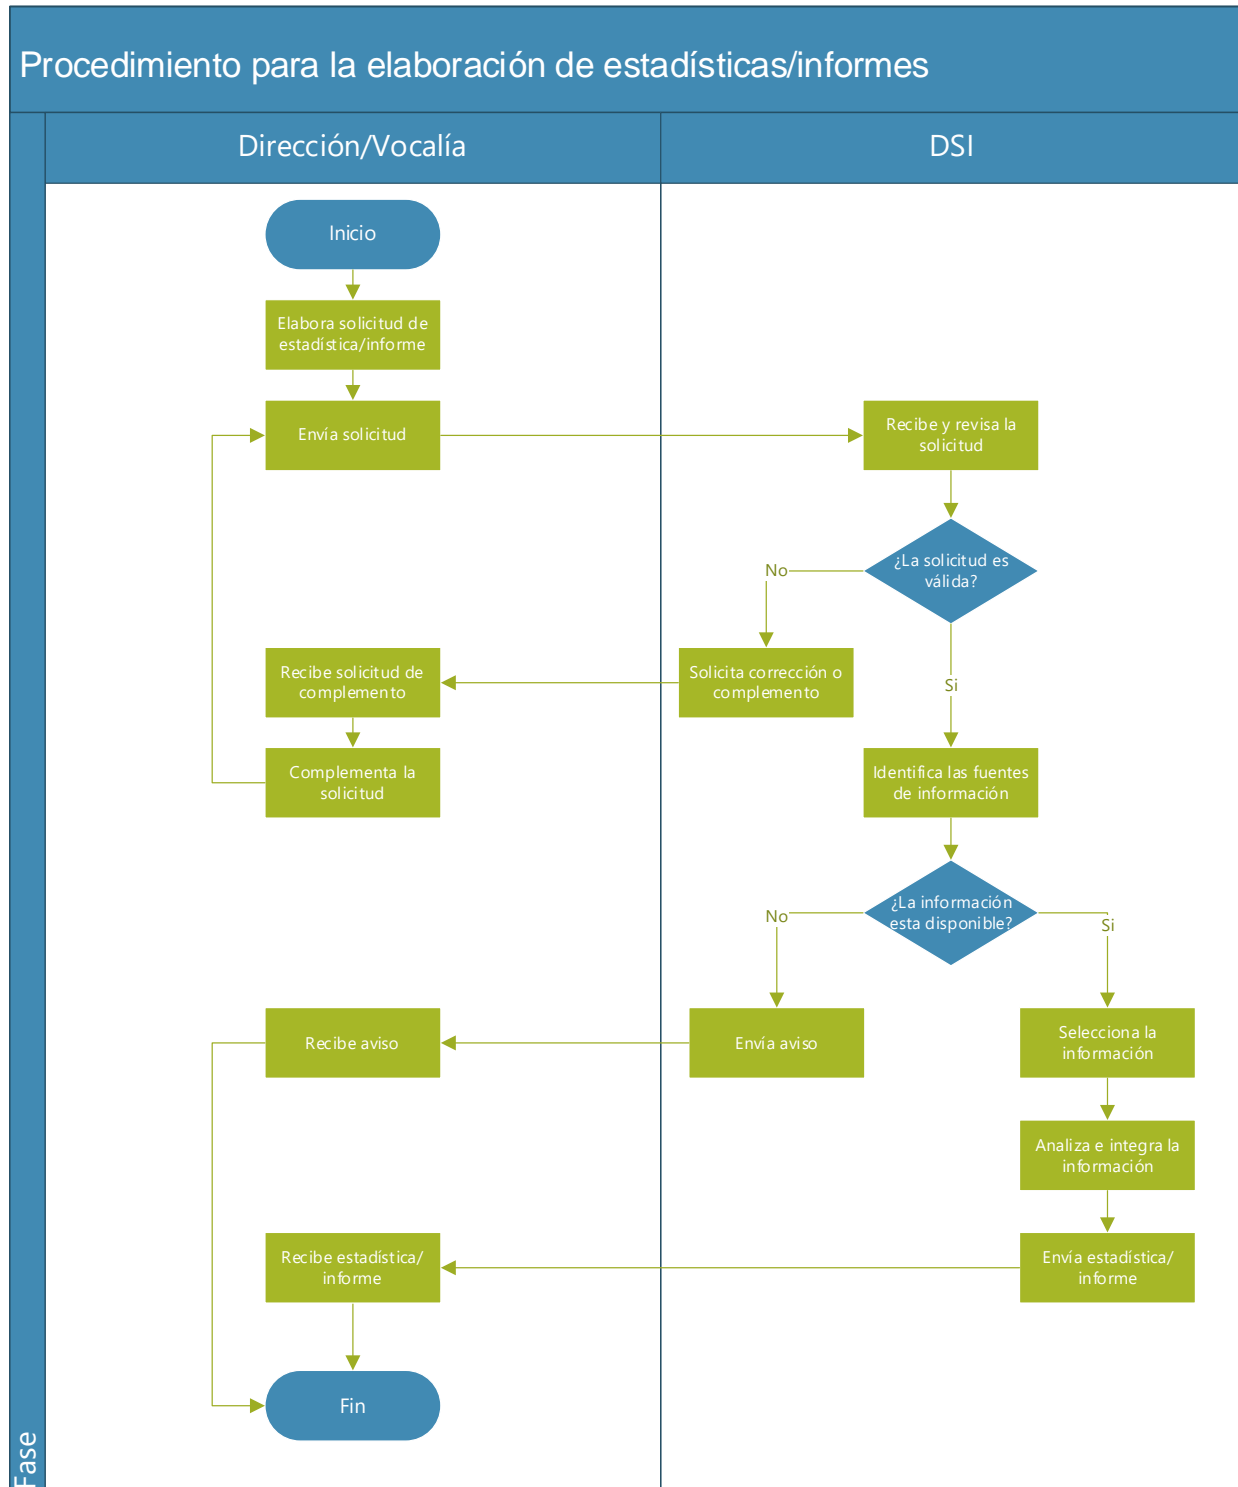 Procedimiento para la elaboración de estadísticas/informes
Dirección/Vocalía
DSI
Inicio
Elabora solicitud de
estadística/informe
Envía solicitud
Recibe y revisa la
solicitud
¿La solicitud es
válida?
No
Si
Solicita corrección o
complemento
Recibe solicitud de
complemento
Complementa la
solicitud
Identifica las fuentes
de información
¿La información
esta disponible?
No
Si
Envía aviso
Recibe aviso
Selecciona la
información
Analiza e integra la
información
Envía estadística/
informe
Recibe estadística/
informe
Fin
Fase